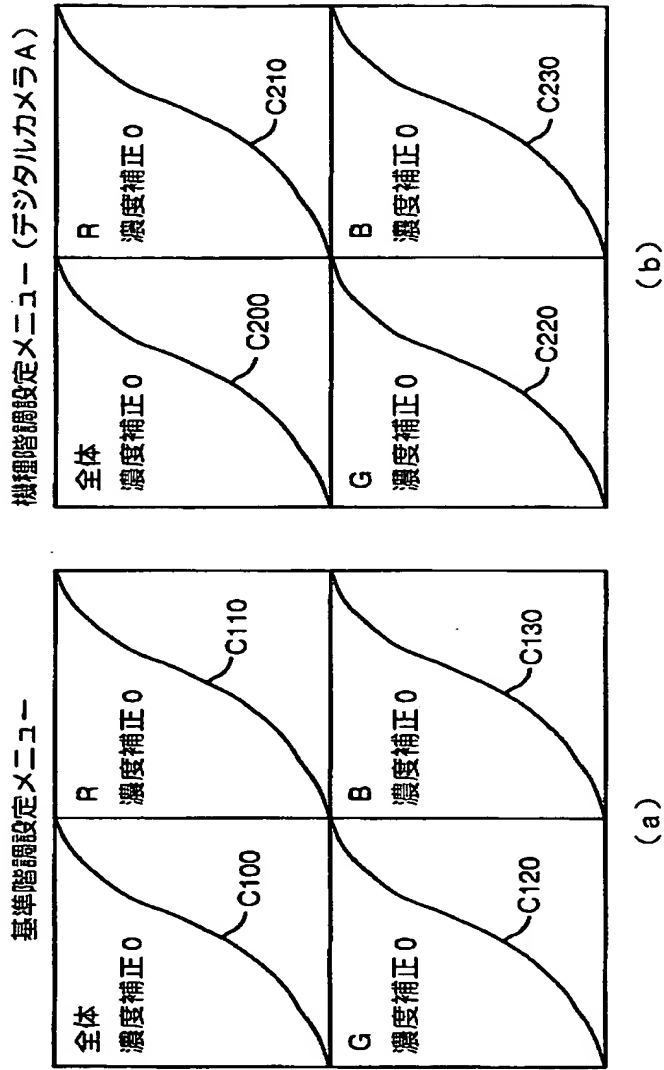 基準階調設定メニュー
全体
濃度補正0
C100
R
濃度補正0
C110
G
濃度補正0
C120
B
濃度補正0
C130
(a)
機種階調設定メニュー(デジタルカメラA)
全体
濃度補正0
C200
R
濃度補正0
C210
G
濃度補正0
C220
B
濃度補正0
C230
(b)